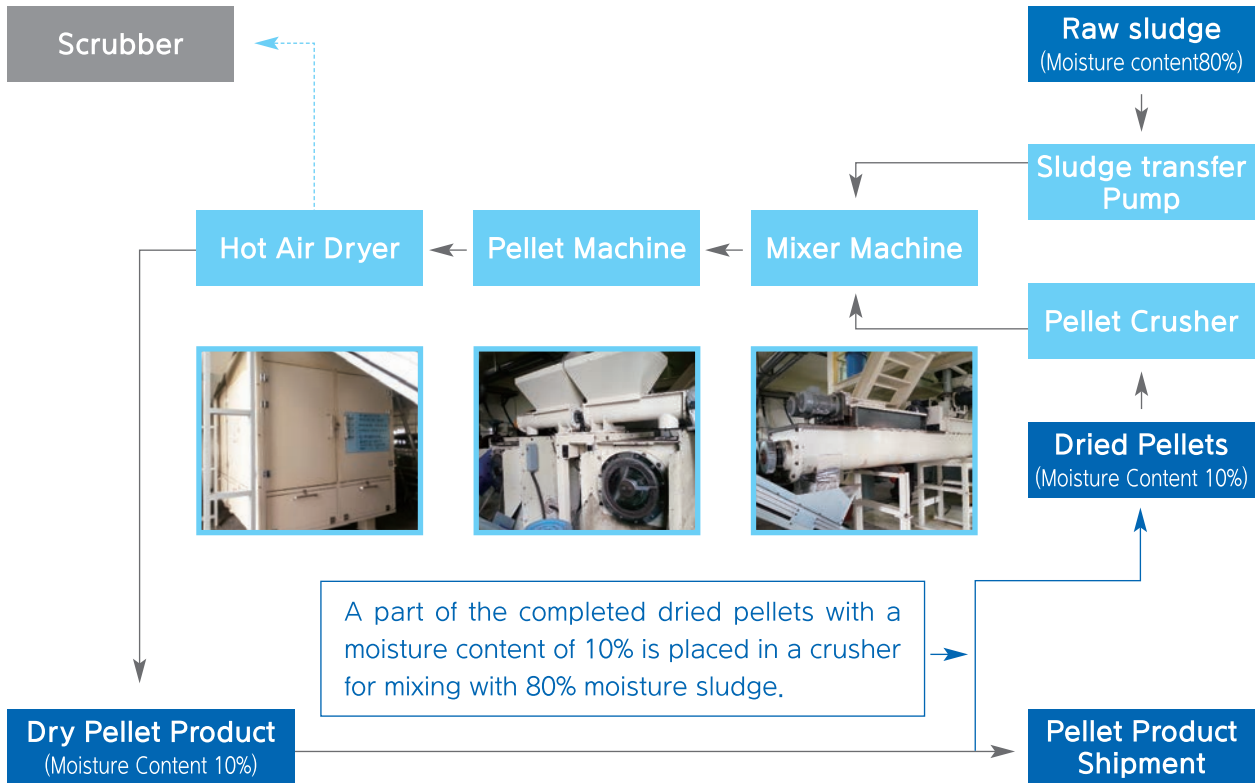 Scrubber
Raw sludge
(Moisture content80%)
Sludge transfer
Pump
Hot Air Dryer
Pellet Machine
Mixer Machine
Pellet Crusher
Dried Pellets
(Moisture Content 10%)
A part of the completed dried pellets with a
moisture content of 10% is placed in a crusher
for mixing with 80% moisture sludge.
Dry Pellet Product
(Moisture Content 10%)
Pellet Product
Shipment